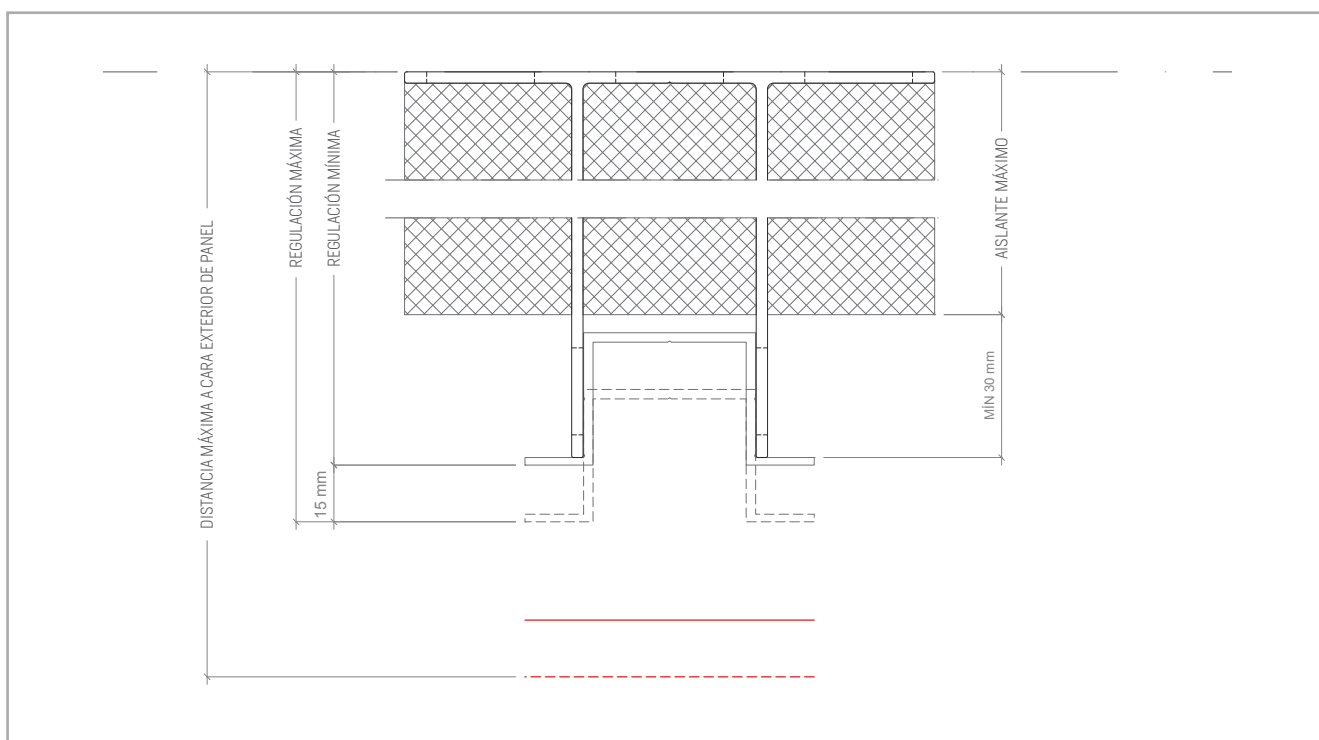 DISTANCIA MÁXIMA A CARA EXTERIOR DE PANEL
REGULACIÓN MÁXIMA
REGULACIÓN MÍNIMA
15 mm
AISLANTE MÁXIMO
MÍN 30 mm